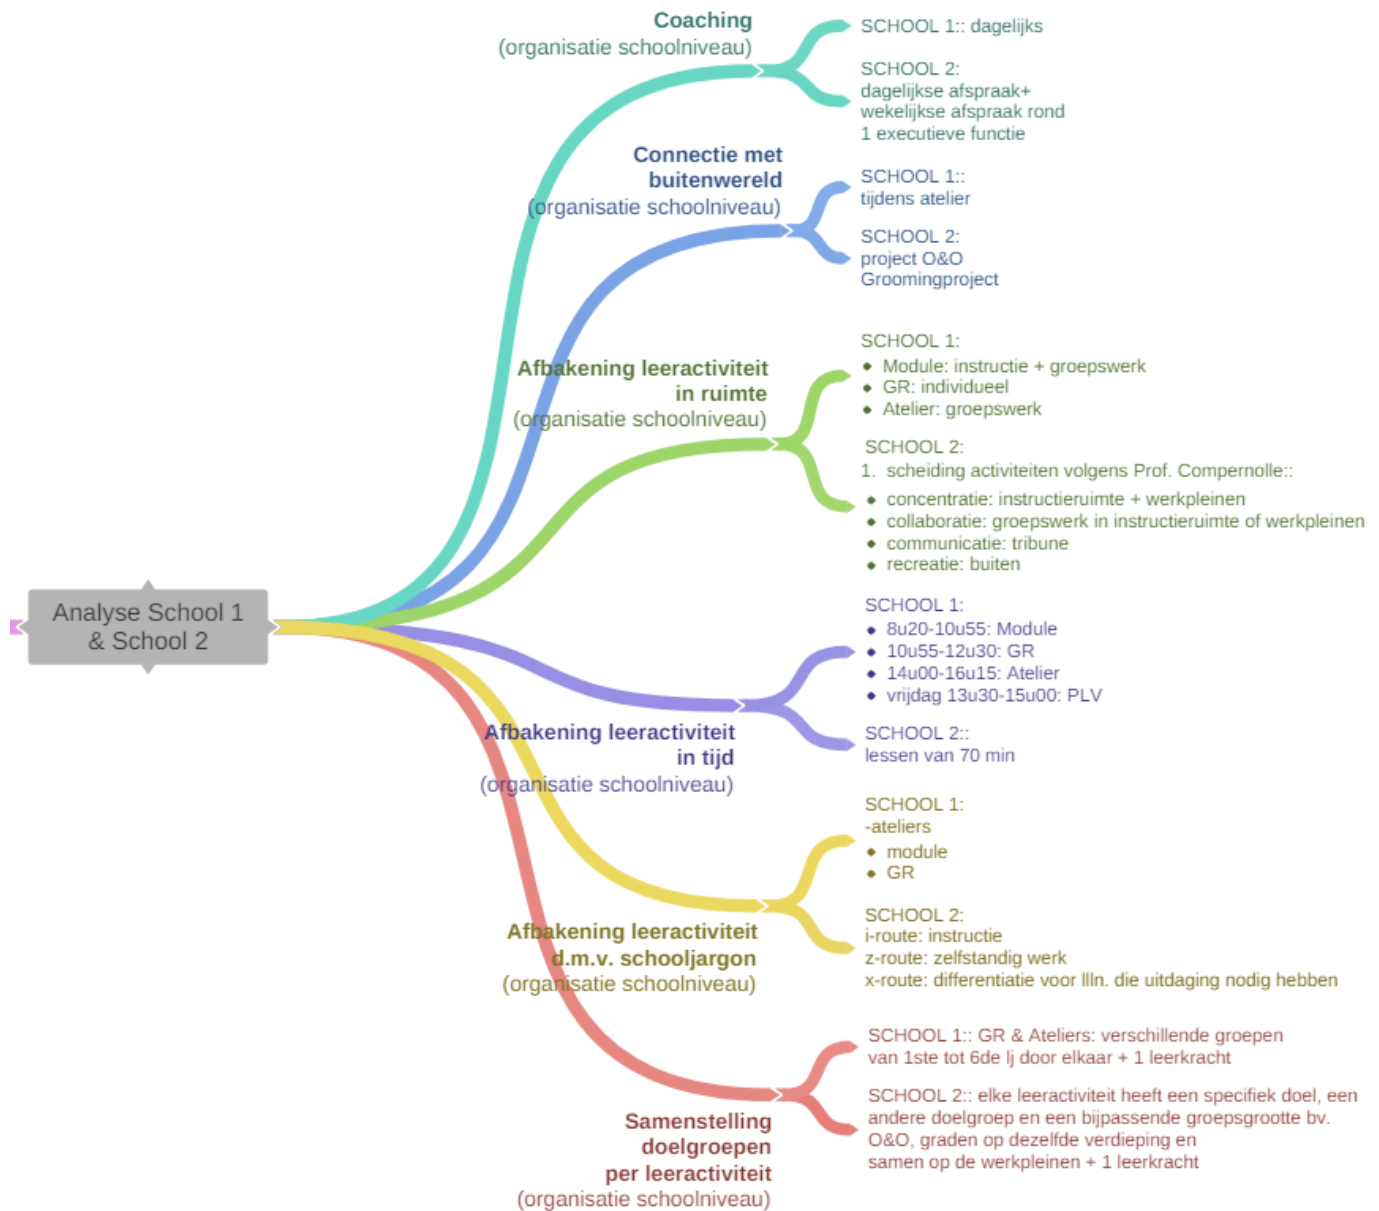 Analyse School 1
& School 2
Coaching
(organisatie schoolniveau)
SCHOOL 1:: dagelijks
SCHOOL 2:
dagelijkse afspraak+
wekelijkse afspraak rond
1 executieve functie
Connectie met
buitenwereld
(organisatie schoolniveau)
SCHOOL 1::
tijdens atelier
SCHOOL 2:
project O&O
Groomingproject
Afbakening leeractiviteit
in ruimte
(organisatie schoolniveau)
SCHOOL 1:
• Module: instructie + groepswerk
• GR: individueel
• Atelier: groepswerk
SCHOOL 2:
1. scheiding activiteiten volgens Prof. Compernolle::
• concentratie: instructieruimte + werkpleinen
• collaboratie: groepswerk in instructieruimte of werkpleinen
• communicatie: tribune
• recreatie: buiten
Afbakening leeractiviteit
in tijd
(organisatie schoolniveau)
SCHOOL 1:
• 8u20-10u55: Module
• 10u55-12u30: GR
• 14u00-16u15: Atelier
• vrijdag 13u30-15u00: PLV
SCHOOL 2::
lessen van 70 min
Afbakening leeractiviteit
d.m.v. schooljargon
(organisatie schoolniveau)
SCHOOL 1:
-ateliers
• module
• GR
SCHOOL 2:
i-route: instructie
z-route: zelfstandig werk
x-route: differentiatie voor llln. die uitdaging nodig hebben
Samenstelling
doelgroepen
per leeractiviteit
(organisatie schoolniveau)
SCHOOL 1:: GR & Ateliers: verschillende groepen
van 1ste tot 6de lj door elkaar + 1 leerkracht
SCHOOL 2:: elke leeractiviteit heeft een specifiek doel, een
andere doelgroep en een bijpassende groepsgrootte bv.
O&O, graden op dezelfde verdieping en
samen op de werkpleinen + 1 leerkracht